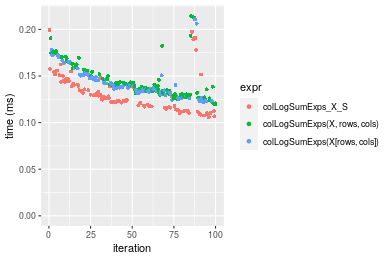 0.20
0.15
0.10
0.05
0.00
time (ms)
0
25
50
75
100
iteration
expr
colLogSumExps_X_S
colLogSumExps(X, rows, cols)
colLogSumExps(X[rows, cols])